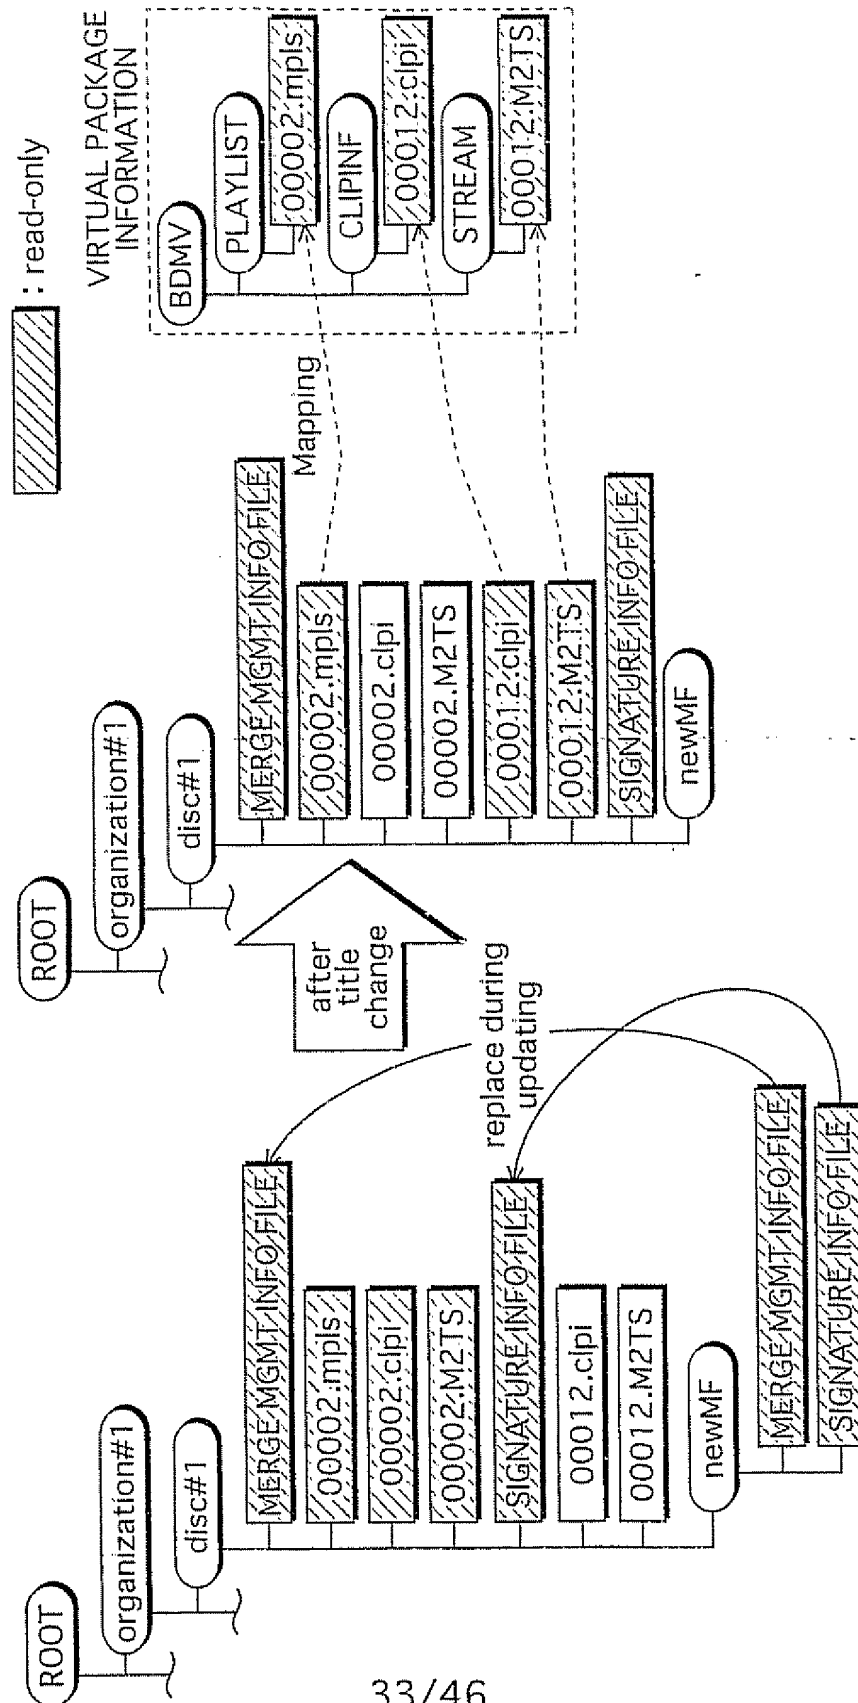 : read-only
VIRTUAL PACKAGE
INFORMATION
BDMV
PLAYLIST
00002.mpls
CLIPINF
00012.clpi
STREAM
00012.M2TS
Mapping
ROOT
organization#1
disc#1
MERGE MGMT INFO FILE
00002.mpls
00002.clpi
00002.M2TS
00012.clpi
00012.M2TS
SIGNATURE INFO FILE
newMF
after
title
change
replace during
updating
ROOT
organization#1
disc#1
MERGE MGMT INFO FILE
00002.mpls
00002.clpi
00002.M2TS
SIGNATURE INFO FILE
00012.clpi
00012.M2TS
newMF
MERGE MGMT INFO FILE
SIGNATURE INFO FILE
33/46